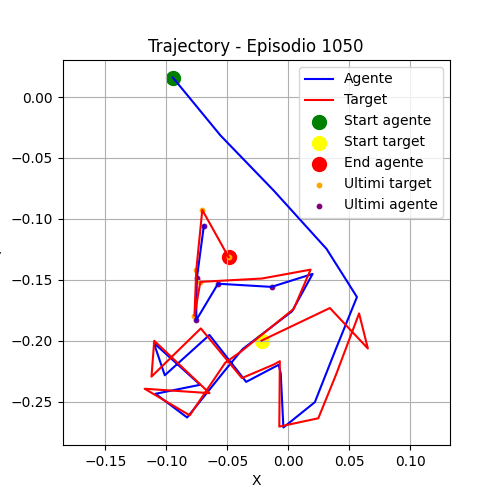 Trajectory - Episodio 1050
Agente
Target
Start agente
Start target
End agente
Ultimi target
Ultimi agente
0.00
−0.05
−0.10
−0.15
−0.20
−0.25
−0.15
−0.10
−0.05
0.00
0.05
0.10
X